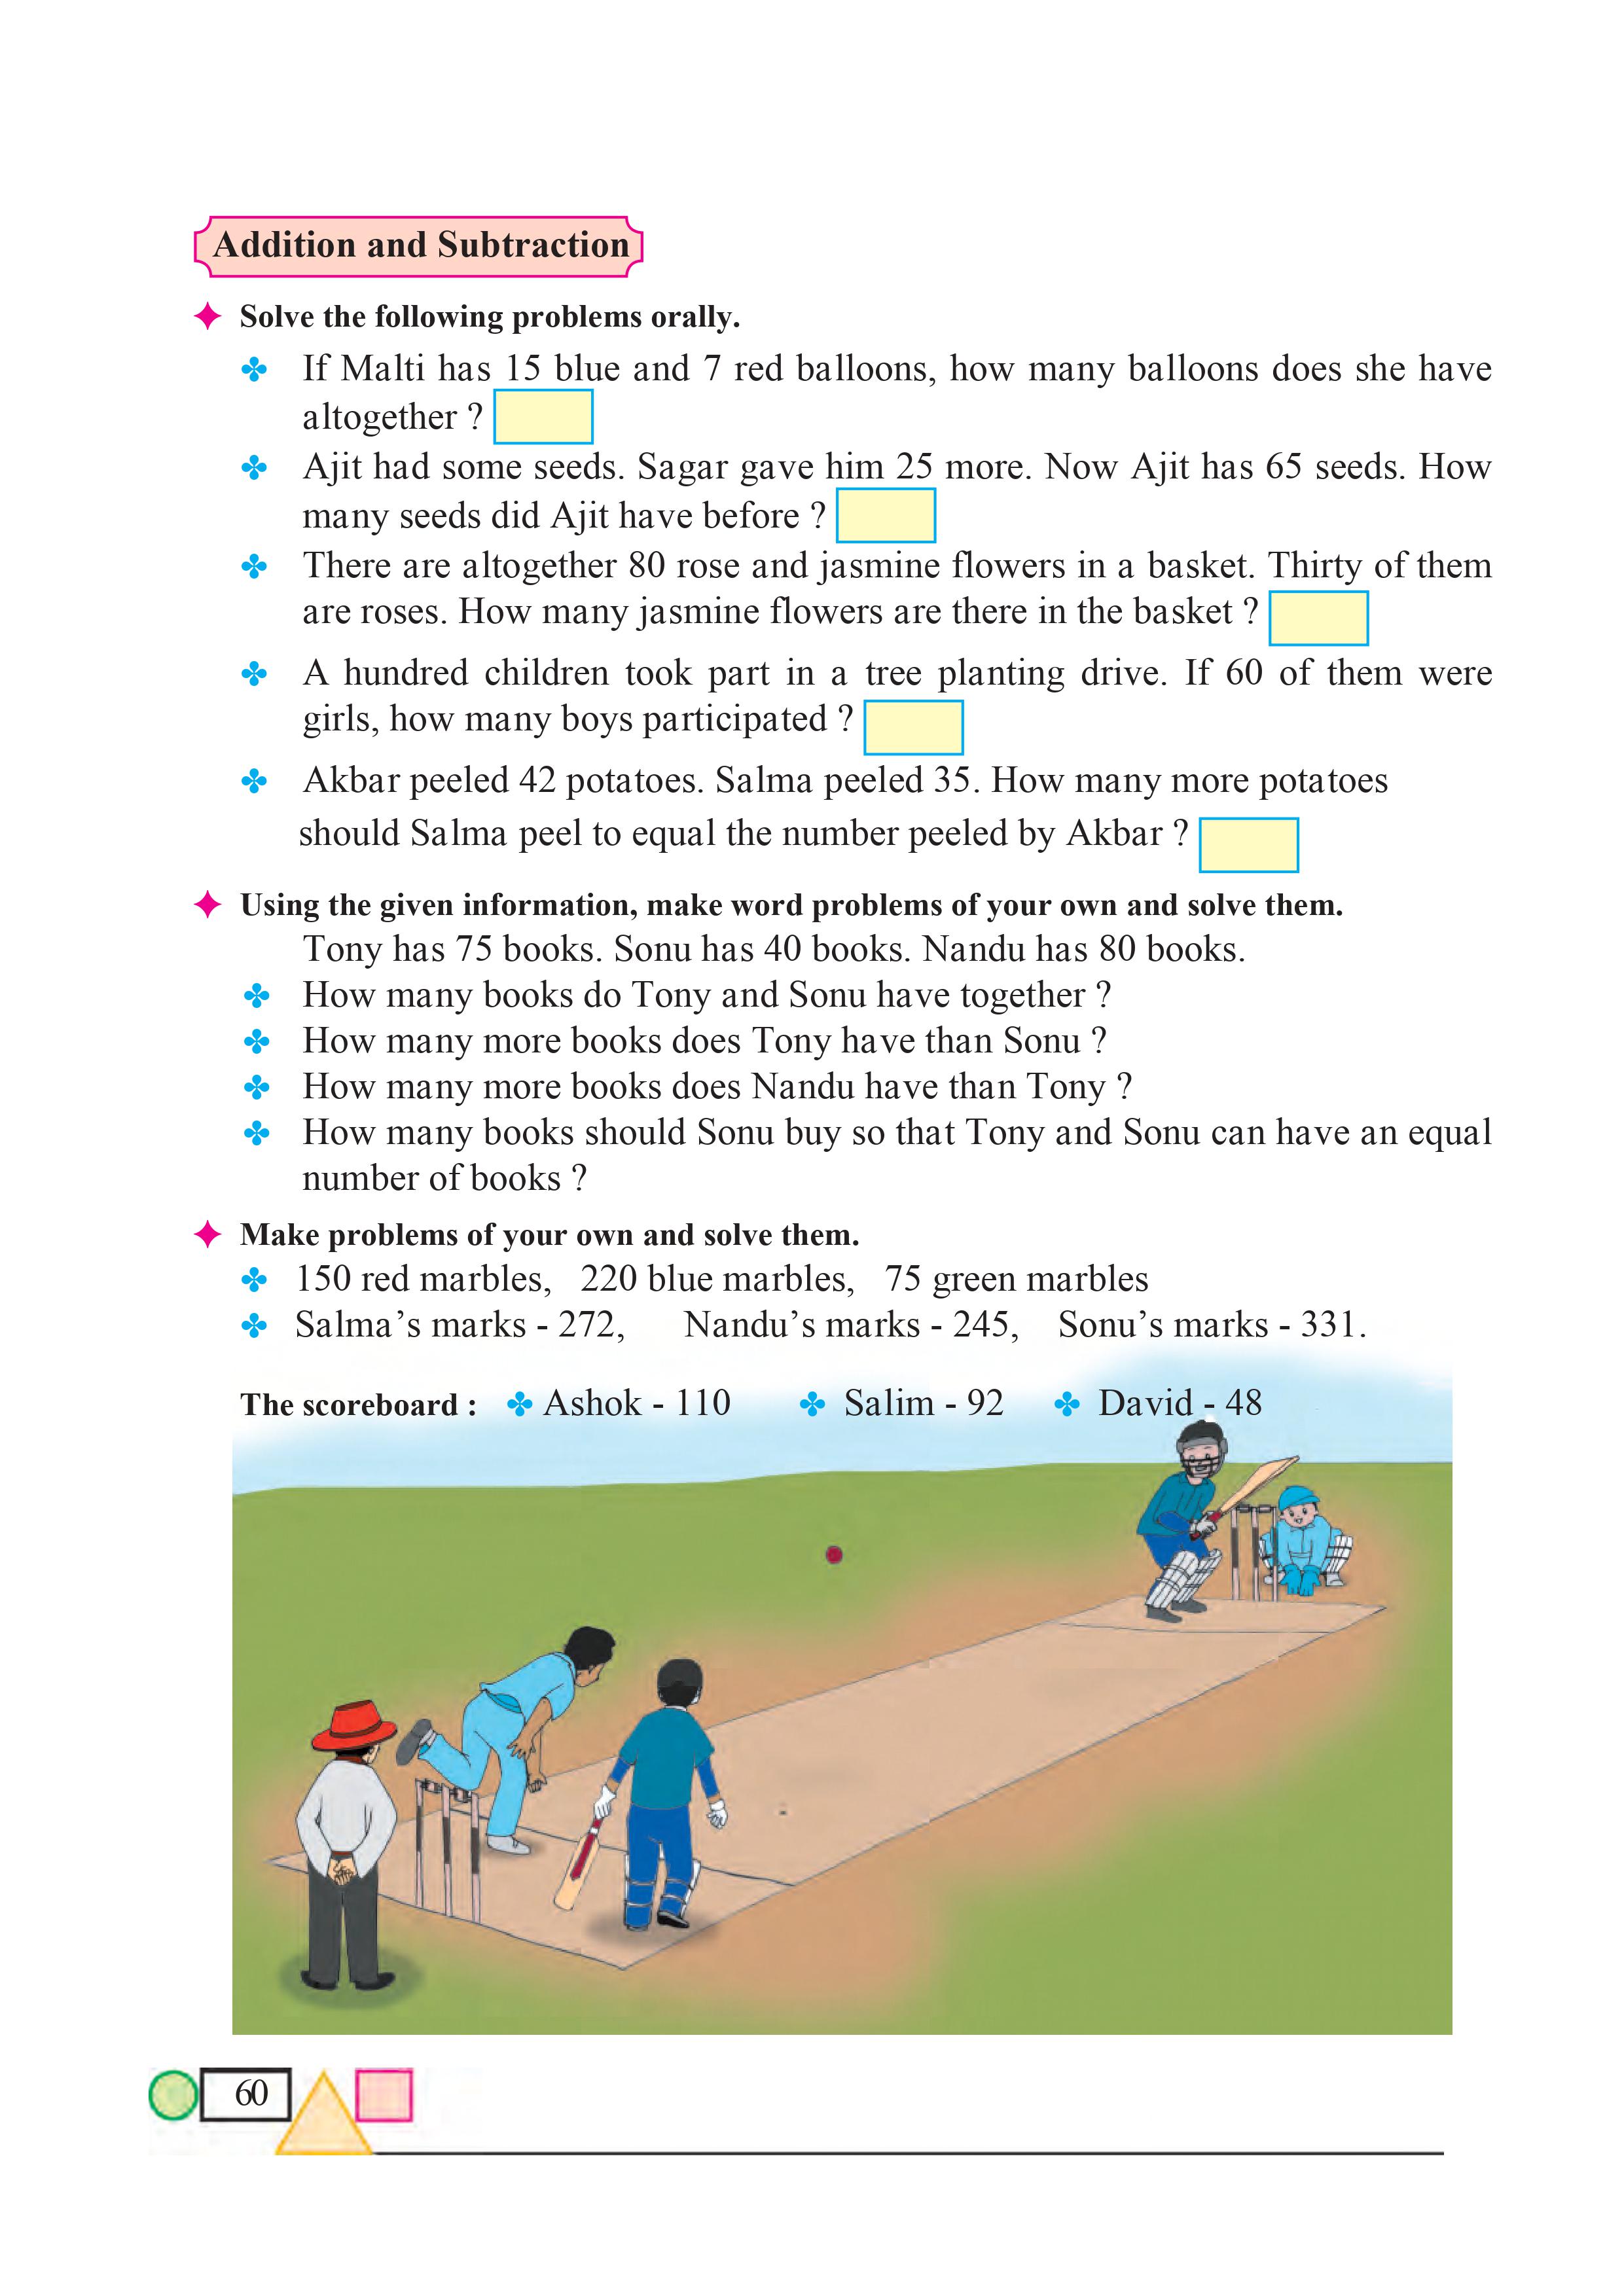 Addition and Subtraction
Solve the following problems orally.
If Malti has 15 blue and 7 red balloons, how many balloons does she have
altogether ?
Ajit had some seeds. Sagar gave him 25 more. Now Ajit has 65 seeds. How
many seeds did Ajit have before ?
There are altogether 80 rose and jasmine flowers in a basket. Thirty of them
are roses. How many jasmine flowers are there in the basket ?
A hundred children took part in a tree planting drive. If 60 of them were
girls, how many boys participated ?
Akbar peeled 42 potatoes. Salma peeled 35. How many more potatoes
should Salma peel to equal the number peeled by Akbar ?
Using the given information, make word problems of your own and solve them.
Tony has 75 books. Sonu has 40 books. Nandu has 80 books.
How many books do Tony and Sonu have together ?
How many more books does Tony have than Sonu ?
How many more books does Nandu have than Tony ?
How many books should Sonu buy so that Tony and Sonu can have an equal
number of books ?
Make problems of your own and solve them.
150 red marbles, 220 blue marbles, 75 green marbles
Salma’s marks - 272, Nandu’s marks - 245, Sonu’s marks - 331.
The scoreboard : Ashok - 110 Salim - 92 David - 48
60